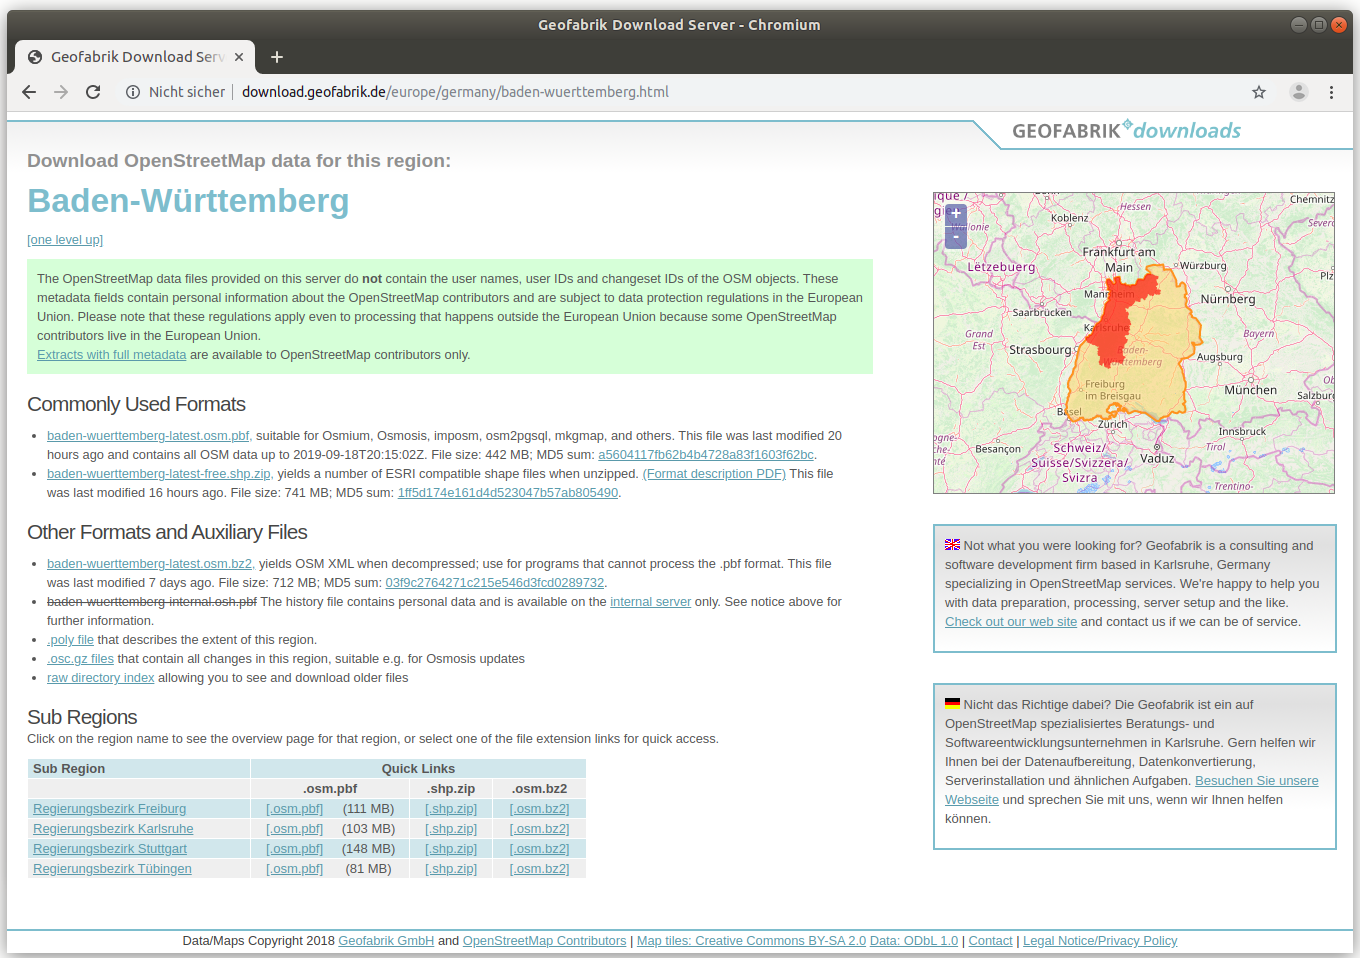 Geofabrik Download Server - Chromium
Geofabrik Download Serv
Nicht sicher | download.geofabrik.de/europe/germany/baden-wuerttemberg.html
GEOFABRIK downloads
Download OpenStreetMap data for this region:
Baden-Württemberg
[one level up]
The OpenStreetMap data files provided on this server do not contain the user names, user IDs and changeset IDs of the OSM objects. These
metadata fields contain personal information about the OpenStreetMap contributors and are subject to data protection regulations in the European
Union. Please note that these regulations apply even to processing that happens outside the European Union because some OpenStreetMap
contributors live in the European Union.
Extracts with full metadata are available to OpenStreetMap contributors only.
Commonly Used Formats
• baden-wuerttemberg-latest.osm.pbf, suitable for Osmium, Osmosis, imposm, osm2pgsql, mkgmap, and others. This file was last modified 20
hours ago and contains all OSM data up to 2019-09-18T20:15:02Z. File size: 442 MB; MD5 sum: a5604117fb62b4b4728a83f1603f62bc.
• baden-wuerttemberg-latest-free.shp.zip, yields a number of ESRI compatible shape files when unzipped. (Format description PDF) This file
was last modified 16 hours ago. File size: 741 MB; MD5 sum: 1ff5d174e161d4d523047b57ab805490.
Other Formats and Auxiliary Files
• baden-wuerttemberg-latest.osm.bz2, yields OSM XML when decompressed; use for programs that cannot process the .pbf format. This file
was last modified 7 days ago. File size: 712 MB; MD5 sum: 03f9c2764271c215e546d3fcd0289732.
• baden-wuerttemberg-internal.osh.pbf The history file contains personal data and is available on the internal server only. See notice above for
further information.
• .poly file that describes the extent of this region.
• .osc.gz files that contain all changes in this region, suitable e.g. for Osmosis updates
• raw directory index allowing you to see and download older files
Sub Regions
Click on the region name to see the overview page for that region, or select one of the file extension links for quick access.
Sub Region Quick Links
.osm.pbf .shp.zip .osm.bz2
Regierungsbezirk Freiburg [.osm.pbf] (111 MB) [.shp.zip] [.osm.bz2]
Regierungsbezirk Karlsruhe [.osm.pbf] (103 MB) [.shp.zip] [.osm.bz2]
Regierungsbezirk Stuttgart [.osm.pbf] (148 MB) [.shp.zip] [.osm.bz2]
Regierungsbezirk Tübingen [.osm.pbf] (81 MB) [.shp.zip] [.osm.bz2]
+
-
Chemnitz
Hessen
Koblenz
Frankfurt am
Main
Würzburg
Lëtzebuerg
Mannheim
Nürnberg
Saarbrücken
Karlsruhe
Grand
Est
Bayern
Strasbourg
Baden-
Württemberg
Augsburg
Freiburg
im Breisgau
München
Salzburg
Basel
Zürich
Innsbruck
Besançon
Schweiz/
Suisse/Svizzera/
Svizra
Vaduz
Tirol
Trentino-
Not what you were looking for? Geofabrik is a consulting and
software development firm based in Karlsruhe, Germany
specializing in OpenStreetMap services. We're happy to help you
with data preparation, processing, server setup and the like.
Check out our web site and contact us if we can be of service.
Nicht das Richtige dabei? Die Geofabrik ist ein auf
OpenStreetMap spezialisiertes Beratungs- und
Softwareentwicklungsunternehmen in Karlsruhe. Gern helfen wir
Ihnen bei der Datenaufbereitung, Datenkonvertierung,
Serverinstallation und ähnlichen Aufgaben. Besuchen Sie unsere
Webseite und sprechen Sie mit uns, wenn wir Ihnen helfen
können.
Data/Maps Copyright 2018 Geofabrik GmbH and OpenStreetMap Contributors | Map tiles: Creative Commons BY-SA 2.0 Data: ODbL 1.0 | Contact | Legal Notice/Privacy Policy